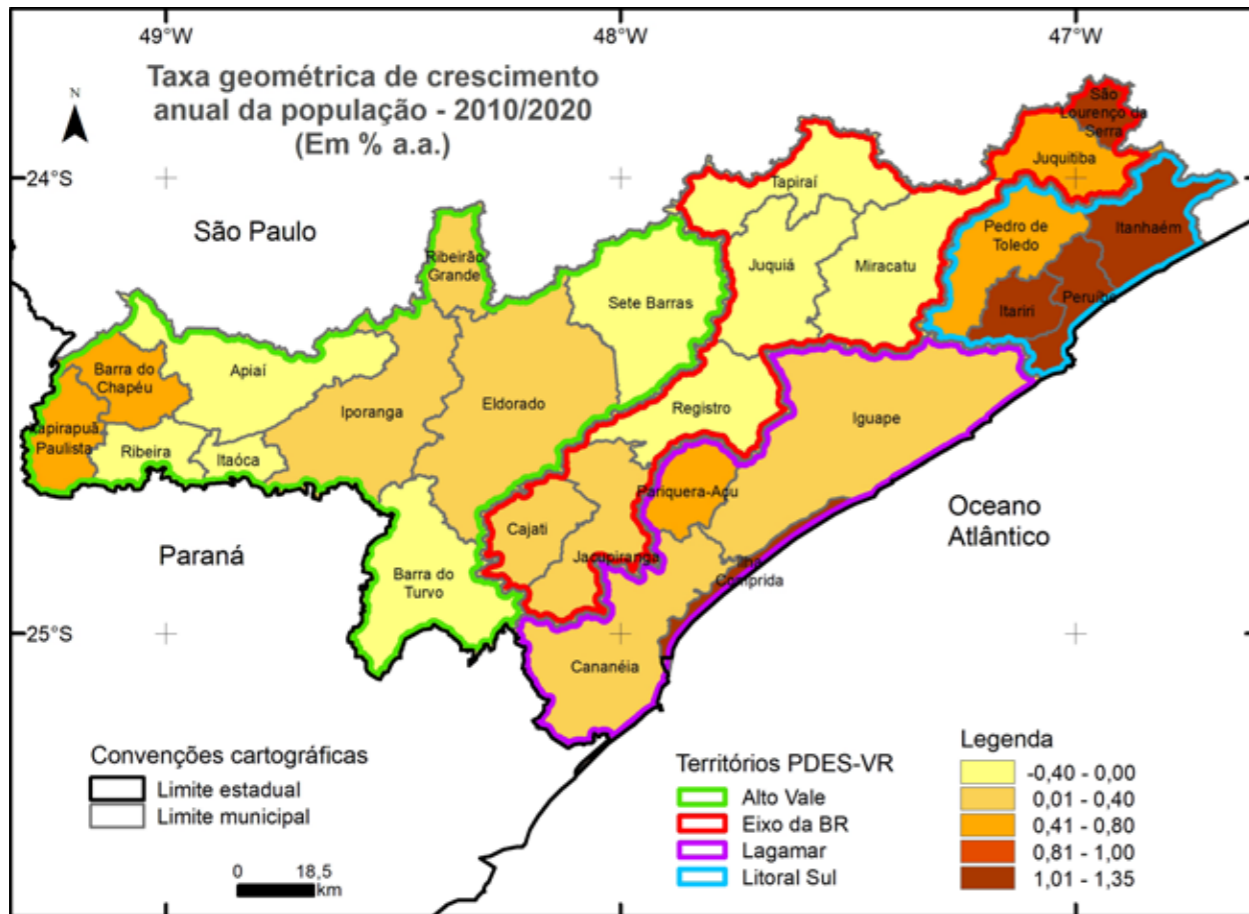 49°W
48°W
47°W
Taxa geométrica de crescimento
anual da população - 2010/2020
(Em % a.a.)
N
24°S
25°S
São Paulo
Paraná
Oceano
Atlântico
São
Lourenço da
Serra
Juquitiba
Tapiraí
Pedro de
Toledo
Itanhaém
Ribeirão
Grande
Juquiá
Miracatu
Sete Barras
Itariri
Peruíbe
Barra do
Chapéu
Apiaí
Iporanga
Eldorado
Registro
Iguape
Itapirapuã
Paulista
Ribeira
Itaóca
Pariquera-Açu
Cajati
Jacupiranga
Ilha
Comprida
Barra do
Turvo
Cananéia
Convenções cartográficas
Limite estadual
Limite municipal
0 18,5
km
Territórios PDES-VR
Alto Vale
Eixo da BR
Lagamar
Litoral Sul
Legenda
-0,40 - 0,00
0,01 - 0,40
0,41 - 0,80
0,81 - 1,00
1,01 - 1,35